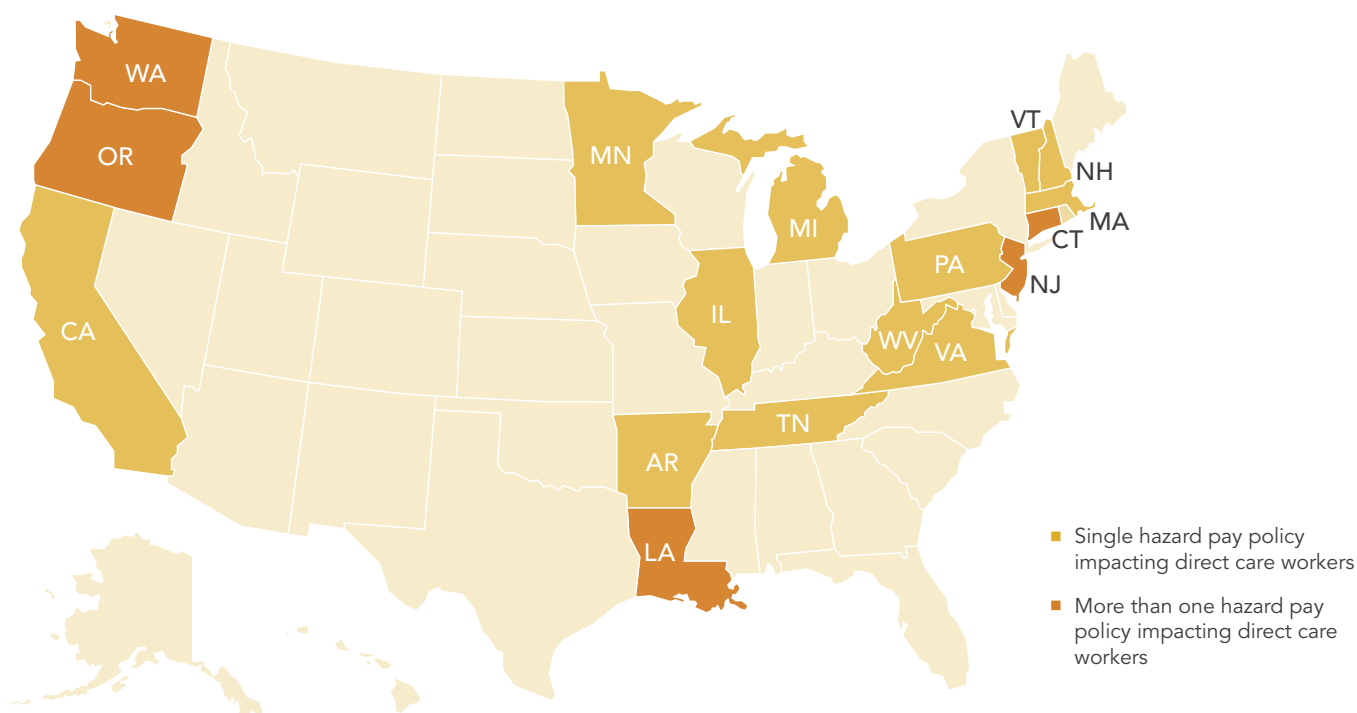 WA
OR
CA
MN
MI
IL
PA
WV
VA
TN
AR
LA
VT
NH
MA
CT
NJ
Single hazard pay policy
impacting direct care workers
More than one hazard pay
policy impacting direct care
workers